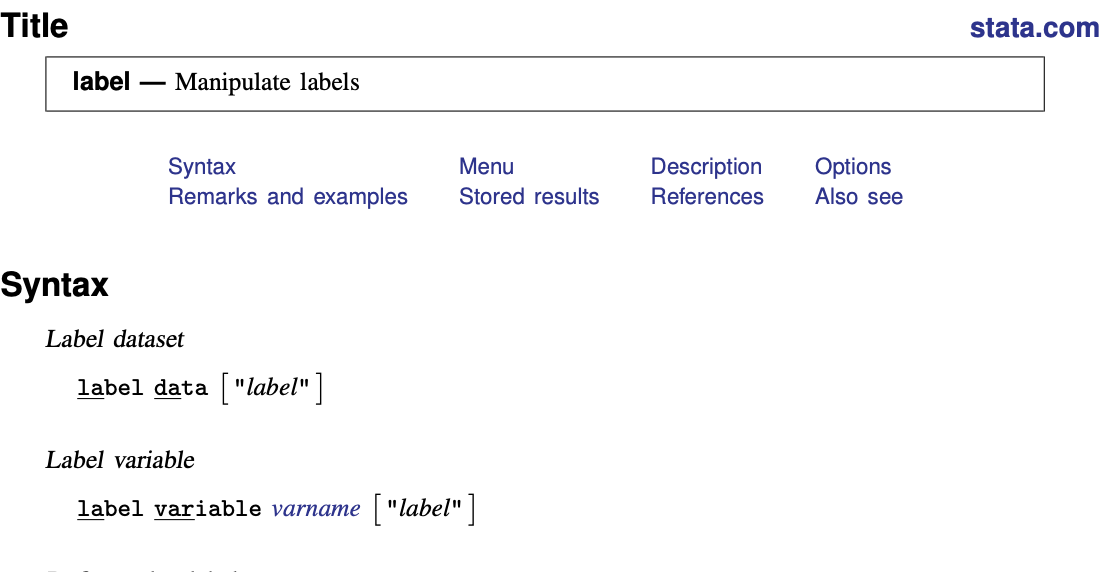 Title stata.com
label — Manipulate labels
Syntax Menu Description Options
Remarks and examples Stored results References Also see
Syntax
Label dataset
label data ["label"]
Label variable
label variable varname ["label"]